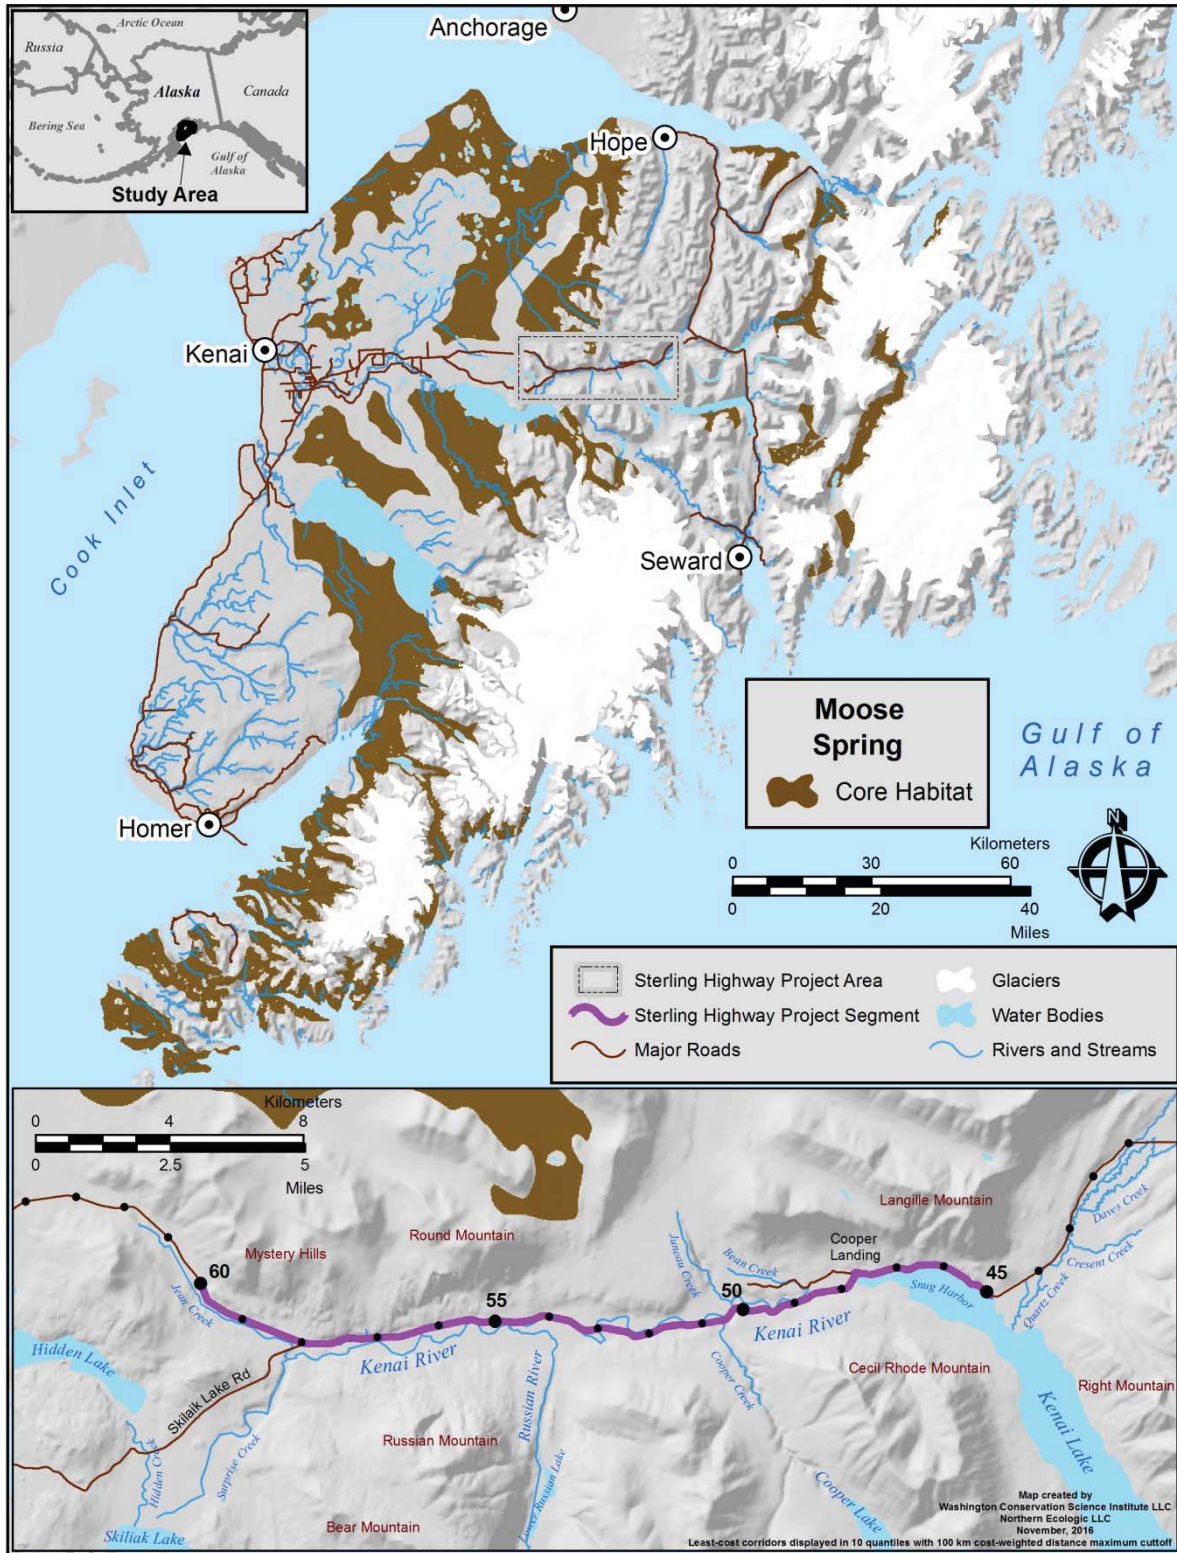 Arctic Ocean
Russia
Alaska
Canada
Bering Sea
Gulf of
Alaska
Study Area
Anchorage
Hope
Kenai
Cook Inlet
Seward
Homer
Moose
Spring
Core Habitat
Gulf of
Alaska
N
Kilometers
0 30 60
0 20 40
Miles
Sterling Highway Project Area
Sterling Highway Project Segment
Major Roads
Glaciers
Water Bodies
Rivers and Streams
Kilometers
0 4 8
0 2.5 5
Miles
Langille Mountain
Daves Creek
Round Mountain
Mystery Hills
Juneau Creek
Bean Creek
Cooper
Landing
Cresent Creek
60
Jean Creek
55
50
45
Snug Harbor
Quartz Creek
Kenai River
Kenai River
Hidden Lake
Skilaik Lake Rd
Russian River
Cooper Creek
Cecil Rhode Mountain
Right Mountain
Kenai Lake
Russian Mountain
Hidden Creek
Surprise Creek
Lower Russian Lake
Cooper Lake
Bear Mountain
Skiliak Lake
Map created by
Washington Conservation Science Institute LLC
Northern Ecologic LLC
November, 2016
Least-cost corridors displayed in 10 quantiles with 100 km cost-weighted distance maximum cuttoff